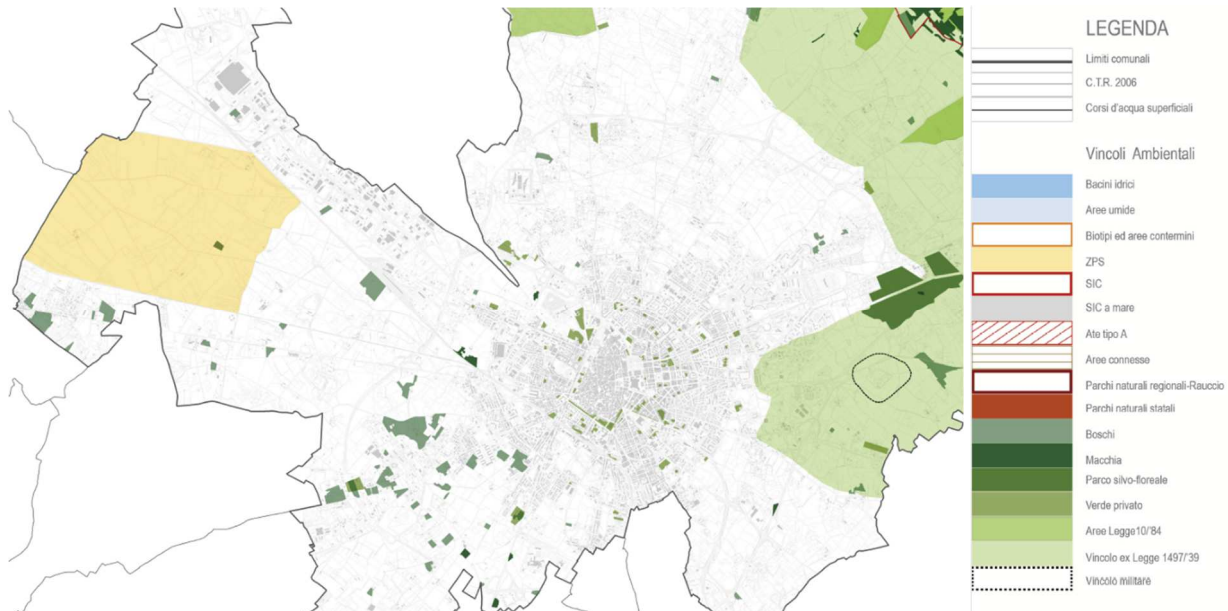 LEGENDA
Limiti comunali
C.T.R. 2006
Corsi d'acqua superficiali
Vincoli Ambientali
Bacini idrici
Aree umide
Biotipi ed aree contermini
ZPS
SIC
SIC a mare
Ate tipo A
Aree connesse
Parchi naturali regionali-Rauccio
Parchi naturali statali
Boschi
Macchia
Parco silvo-floreale
Verde privato
Aree Legge10/'84
Vincolo ex Legge 1497/'39
Vincolo militare